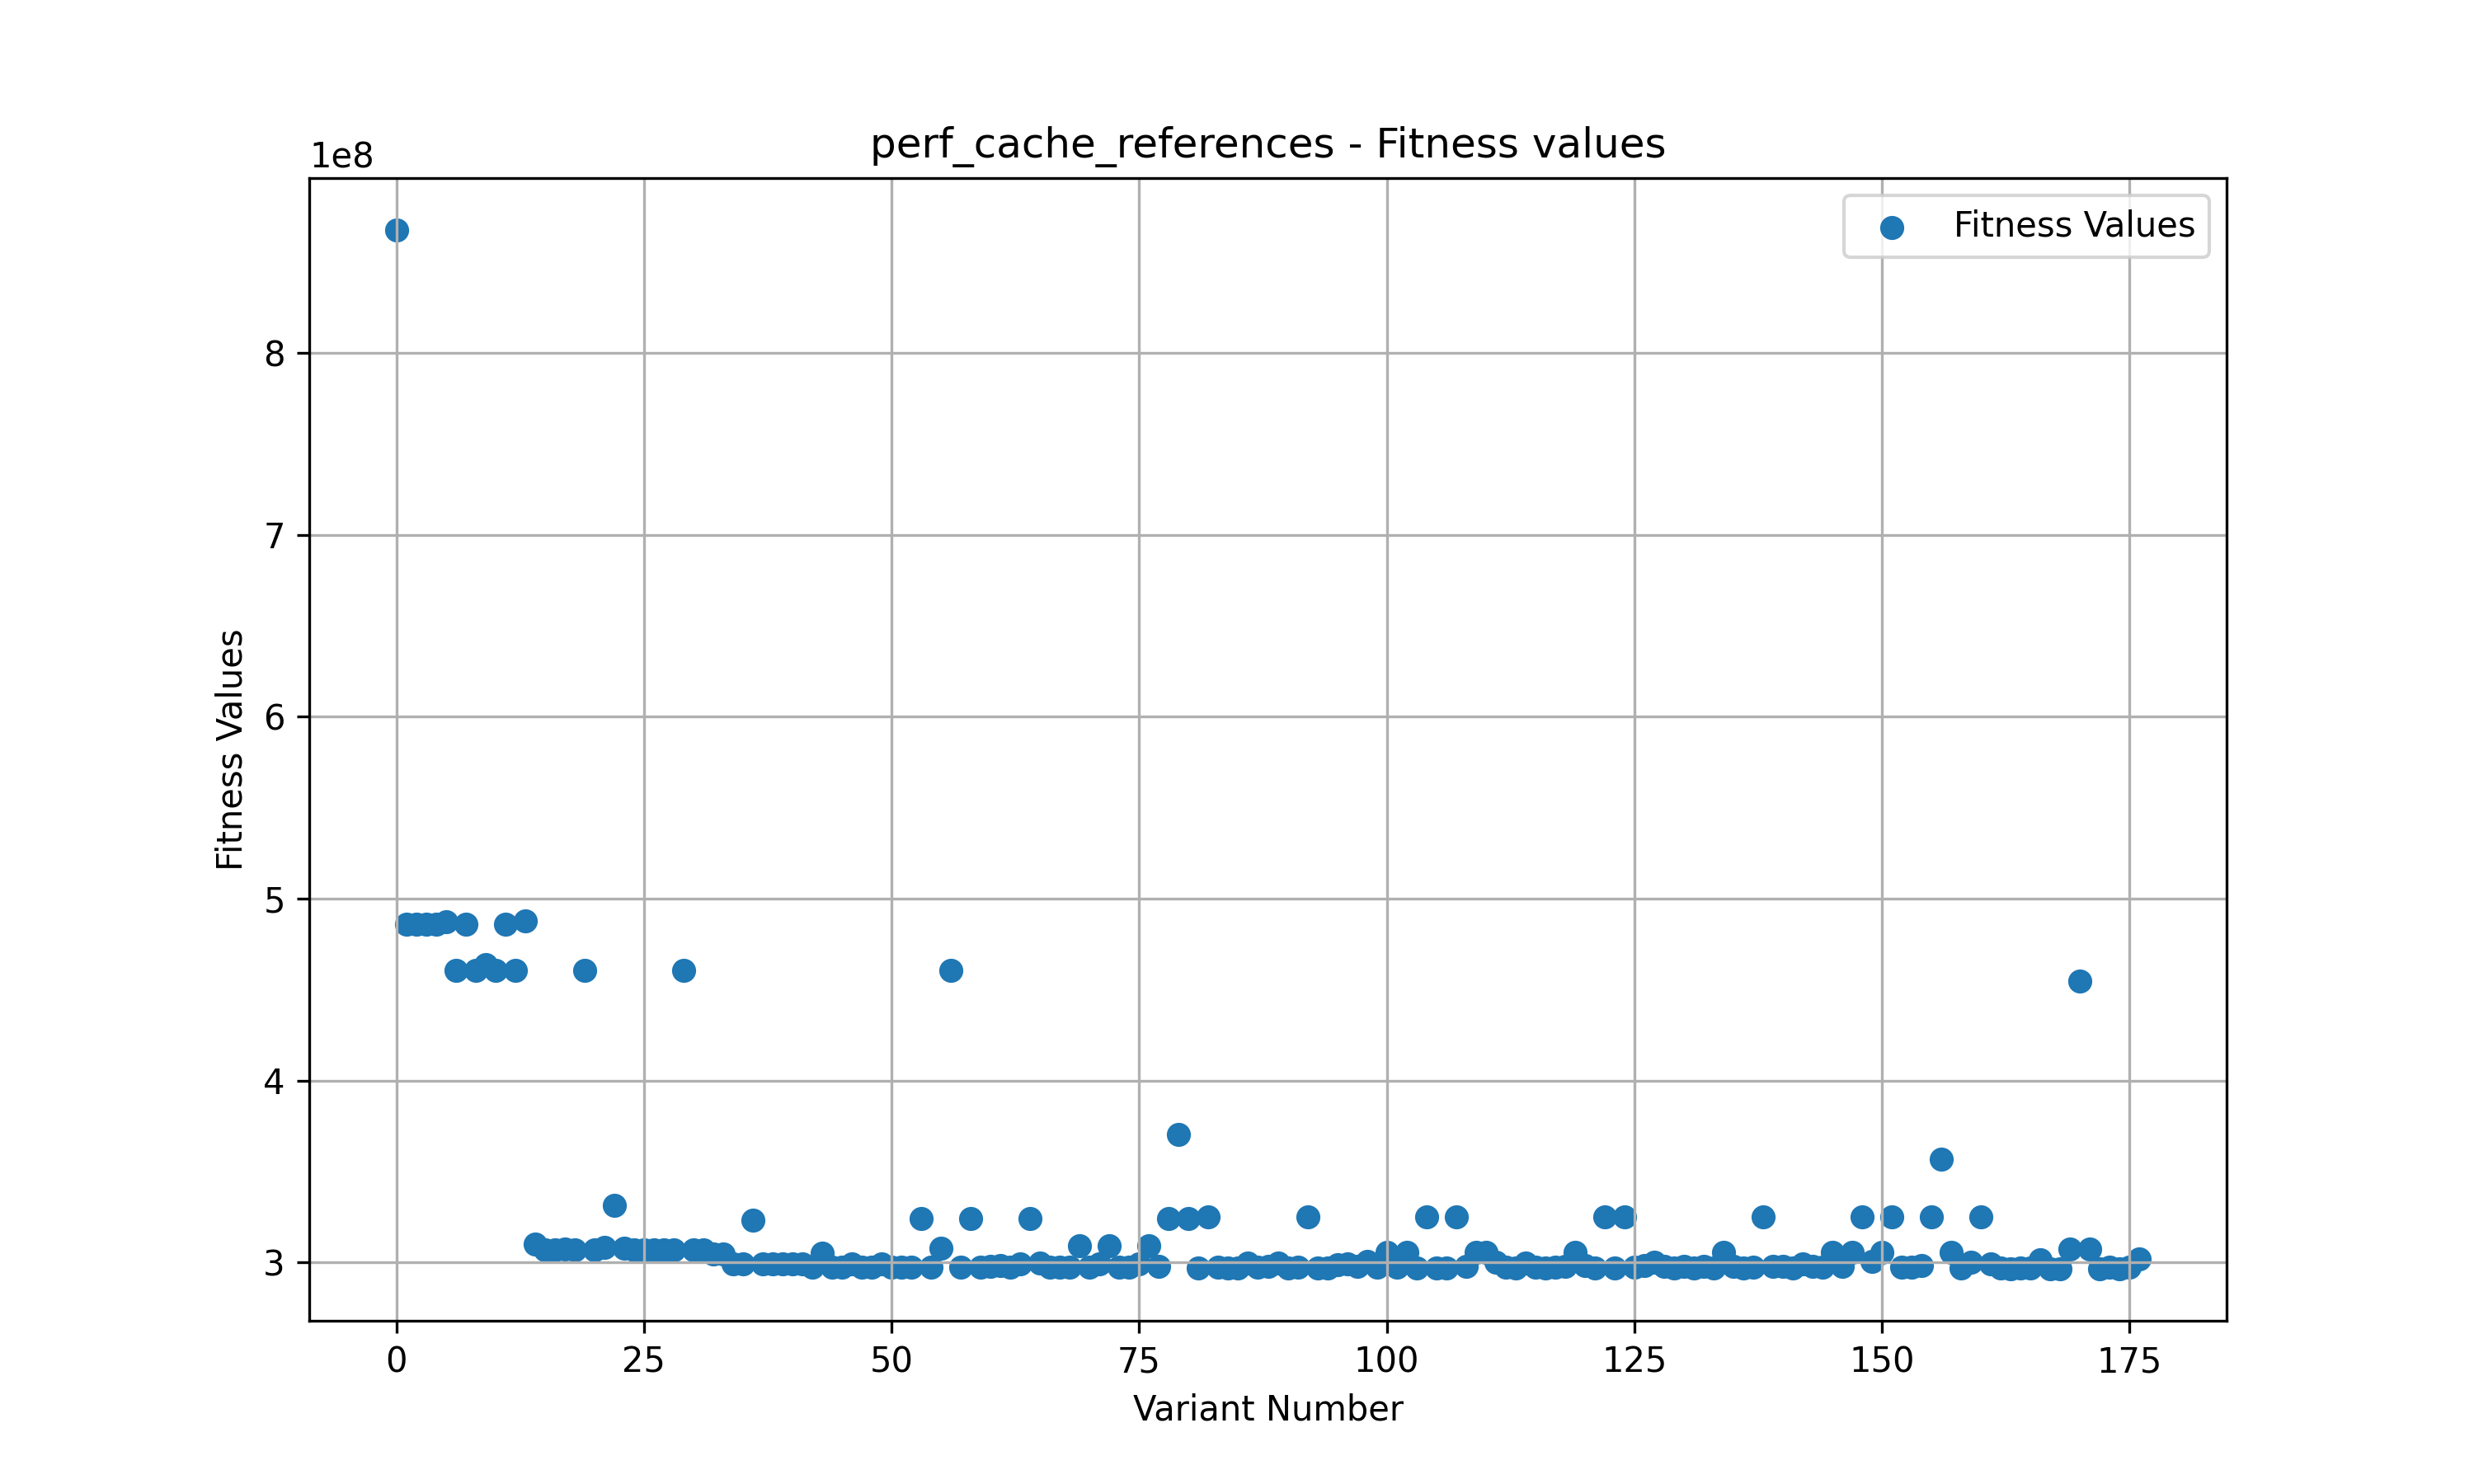 perf_cache_references - Fitness values
1e8
Fitness Values
8
7
6
5
4
3
Fitness Values
0 25 50 75 100 125 150 175
Variant Number